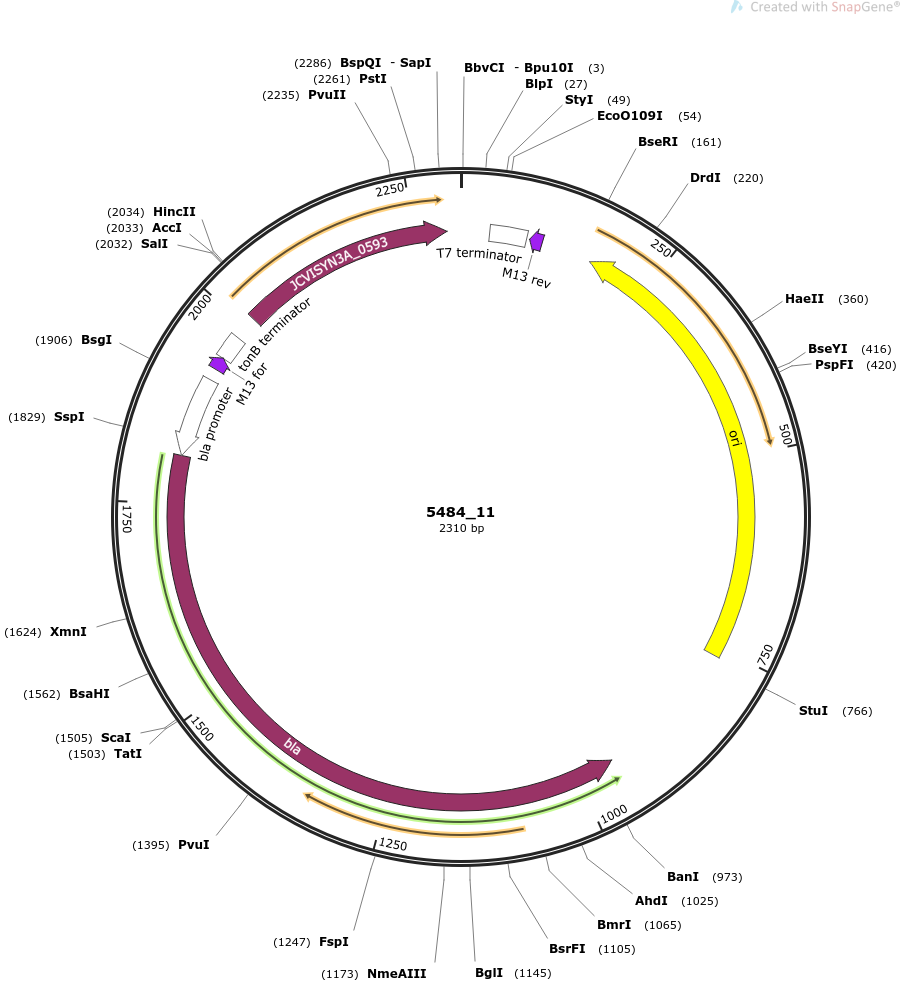 Created with SnapGene®
(2286) BspQI - SapI
(2261) PstI
(2235) PvuII
BbvCI - Bpu10I (3)
BlpI (27)
StyI (49)
EcoO109I (54)
BseRI (161)
DrdI (220)
HaeII (360)
BseYI (416)
PspFI (420)
StuI (766)
BanI (973)
AhdI (1025)
BmrI (1065)
BsrFI (1105)
BglI (1145)
(1173) NmeAIII
(1247) FspI
(1395) PvuI
(1503) TatI
(1505) ScaI
(1562) BsaHI
(1624) XmnI
(1829) SspI
(1906) BsgI
(2032) SalI
(2033) AccI
(2034) HincII
250
500
750
1000
1250
1500
1750
2000
2250
JCVISYN3A_0593
T7 terminator
M13 rev
tonB terminator
M13 for
bla promoter
ori
bla
5484_11
2310 bp